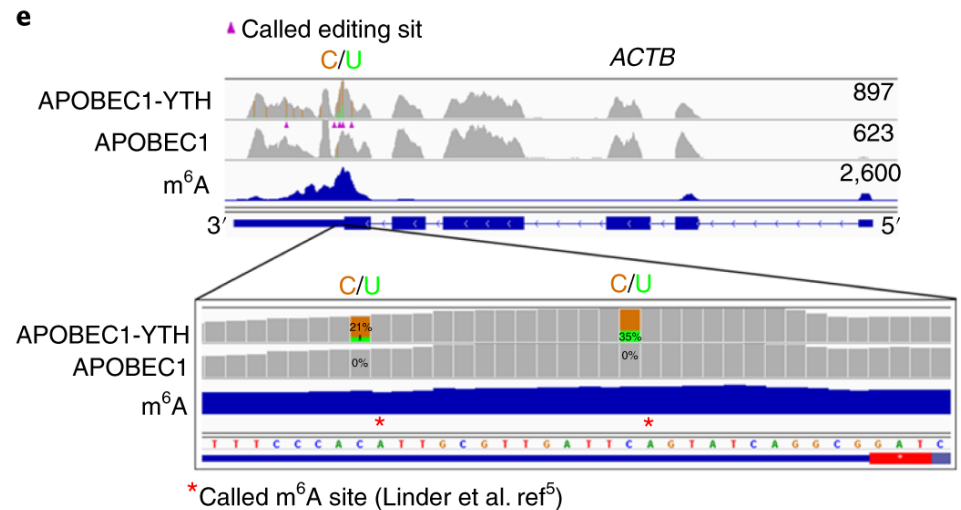 e
Called editing sit
C/U
ACTB
APOBEC1-YTH
897
APOBEC1
623
m⁶A
2,600
3′
5′
C/U
C/U
APOBEC1-YTH
21%
35%
APOBEC1
0%
0%
m⁶A
* *
T T T C C C A C A T T G C G T T G A T T C A G T A T C A G G C G G A T C
*
*Called m⁶A site (Linder et al. ref⁵)